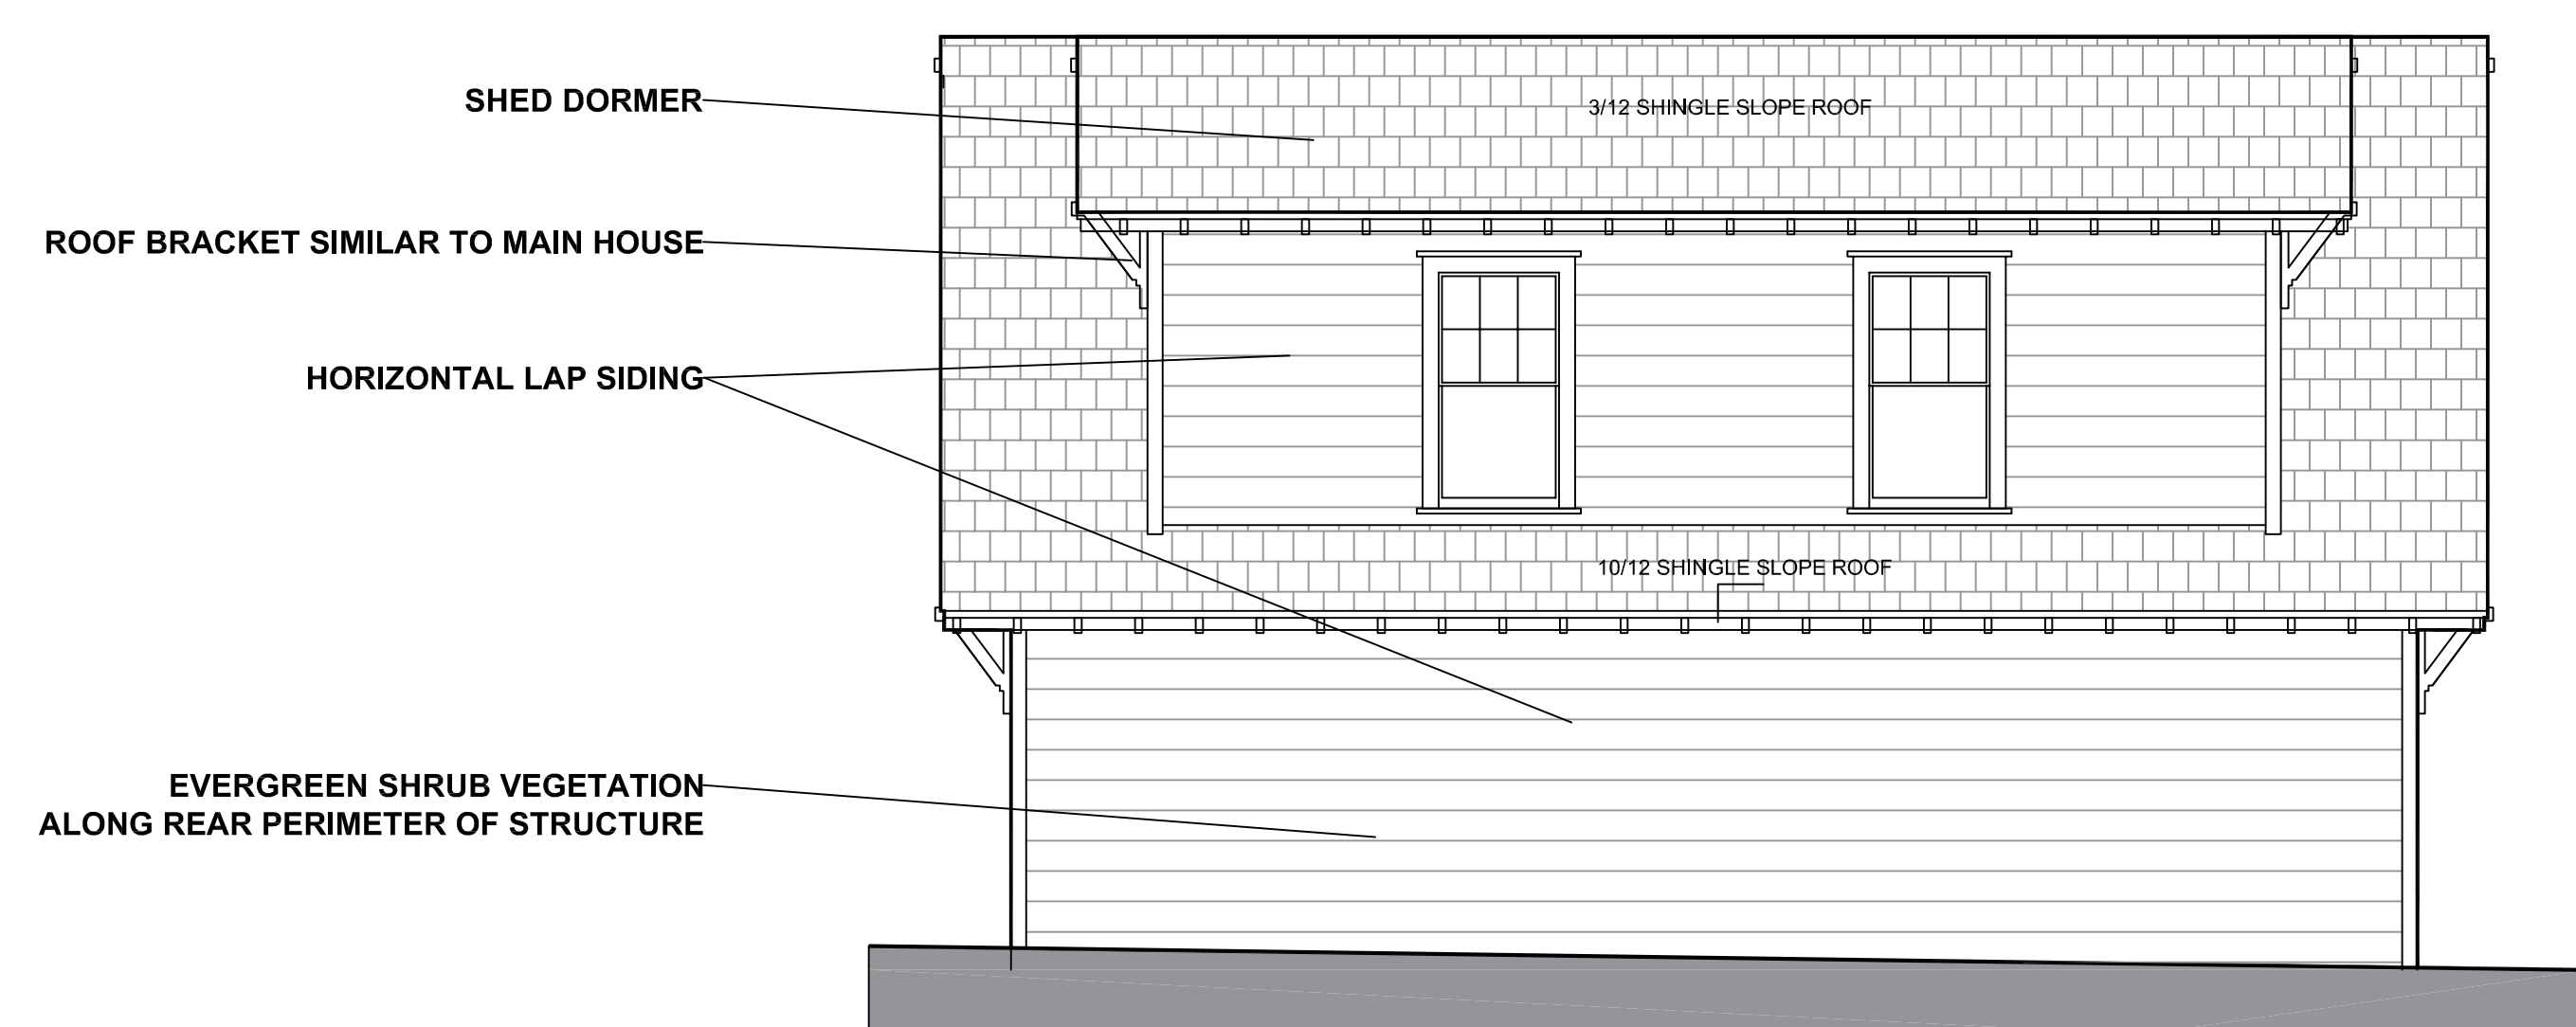 SHED DORMER
3/12 SHINGLE SLOPE ROOF
ROOF BRACKET SIMILAR TO MAIN HOUSE
HORIZONTAL LAP SIDING
10/12 SHINGLE SLOPE ROOF
EVERGREEN SHRUB VEGETATION
ALONG REAR PERIMETER OF STRUCTURE